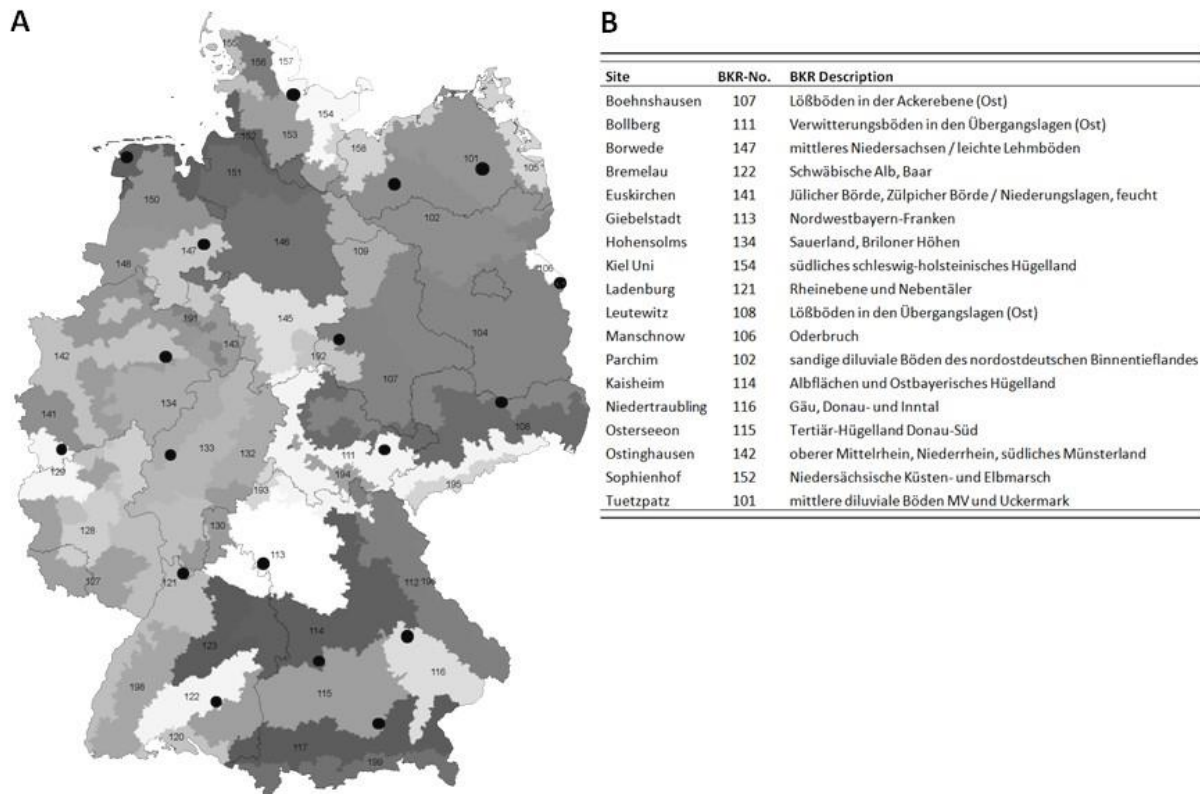 A
155
156
157
154
153
152
158
101
105
151
150
102
146
147
148
109
106
145
191
104
142
143
192
107
134
141
108
133
111
132
129
194
195
193
128
130
113
127
121
112
196
114
123
116
198
122
115
120
117
199
B
Site BKR-No. BKR Description
Boehnshausen 107 Lößböden in der Ackerebene (Ost)
Bollberg 111 Verwitterungsböden in den Übergangslagen (Ost)
Borwede 147 mittleres Niedersachsen / leichte Lehmböden
Bremelau 122 Schwäbische Alb, Baar
Euskirchen 141 Jülicher Börde, Zülpicher Börde / Niederungslagen, feucht
Giebelstadt 113 Nordwestbayern-Franken
Hohensolms 134 Sauerland, Briloner Höhen
Kiel Uni 154 südliches schleswig-holsteinisches Hügelland
Ladenburg 121 Rheinebene und Nebentäler
Leutewitz 108 Lößböden in den Übergangslagen (Ost)
Manschnow 106 Oderbruch
Parchim 102 sandige diluviale Böden des nordostdeutschen Binnentieflandes
Kaisheim 114 Albflächen und Ostbayerisches Hügelland
Niedertraubling 116 Gäu, Donau- und Inntal
Osterseeon 115 Tertiär-Hügelland Donau-Süd
Ostinghausen 142 oberer Mittelrhein, Niederrhein, südliches Münsterland
Sophienhof 152 Niedersächsische Küsten- und Elbmarsch
Tuetzpatz 101 mittlere diluviale Böden MV und Uckermark